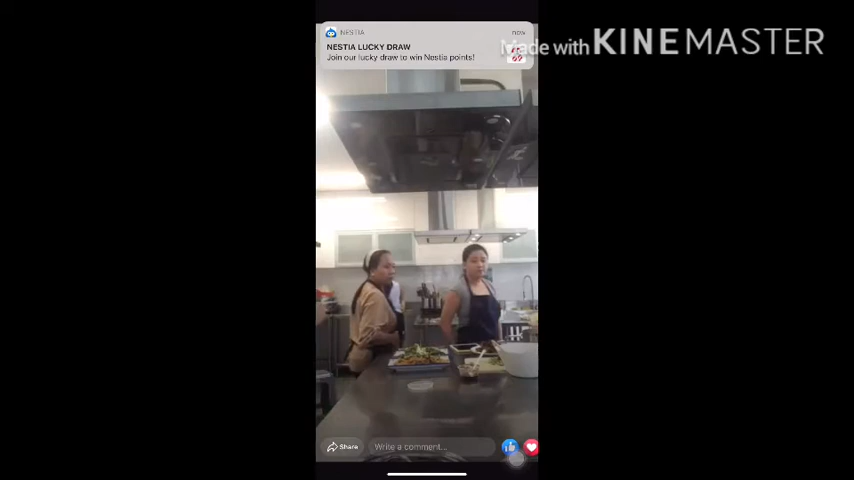 NESTIA
now
NESTIA LUCKY DRAW
Join our lucky draw to win Nestia points!
Made with KINEMASTER
Share
Write a comment...